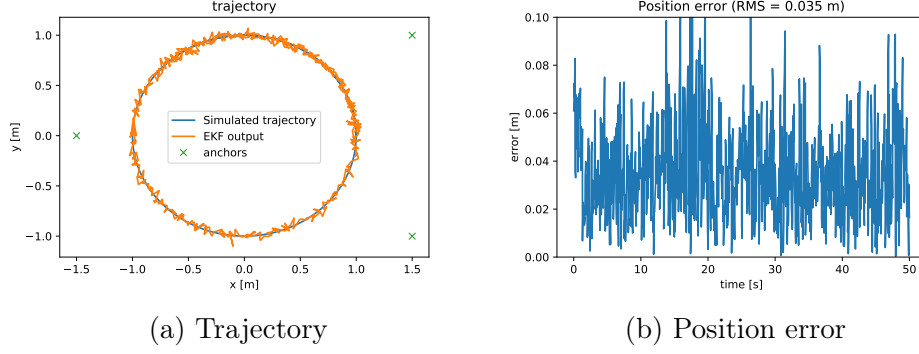 trajectory
1.0
0.5
0.0
−0.5
−1.0
y [m]
Simulated trajectory
EKF output
anchors
−1.5 −1.0 −0.5 0.0 0.5 1.0 1.5
x [m]
(a) Trajectory
Position error (RMS = 0.035 m)
0.10
0.08
0.06
0.04
0.02
0.00
error [m]
0 10 20 30 40 50
time [s]
(b) Position error